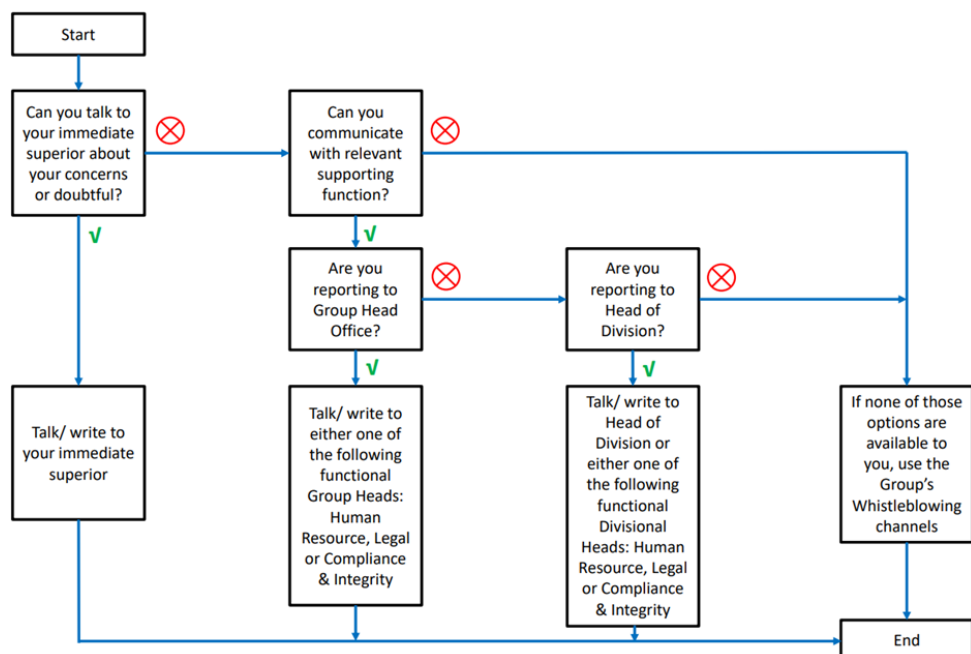 Start
Can you talk to
your immediate
superior about
your concerns
or doubtful?
Can you
communicate
with relevant
supporting
function?
√
√
Are you
reporting to
Group Head
Office?
Are you
reporting to
Head of
Division?
√
√
Talk/ write to
your immediate
superior
Talk/ write to
either one of
the following
functional
Group Heads:
Human
Resource, Legal
or Compliance
& Integrity
Talk/ write to
Head of
Division or
either one of
the following
functional
Divisional
Heads: Human
Resource, Legal
or Compliance
& Integrity
If none of those
options are
available to
you, use the
Group’s
Whistleblowing
channels
End